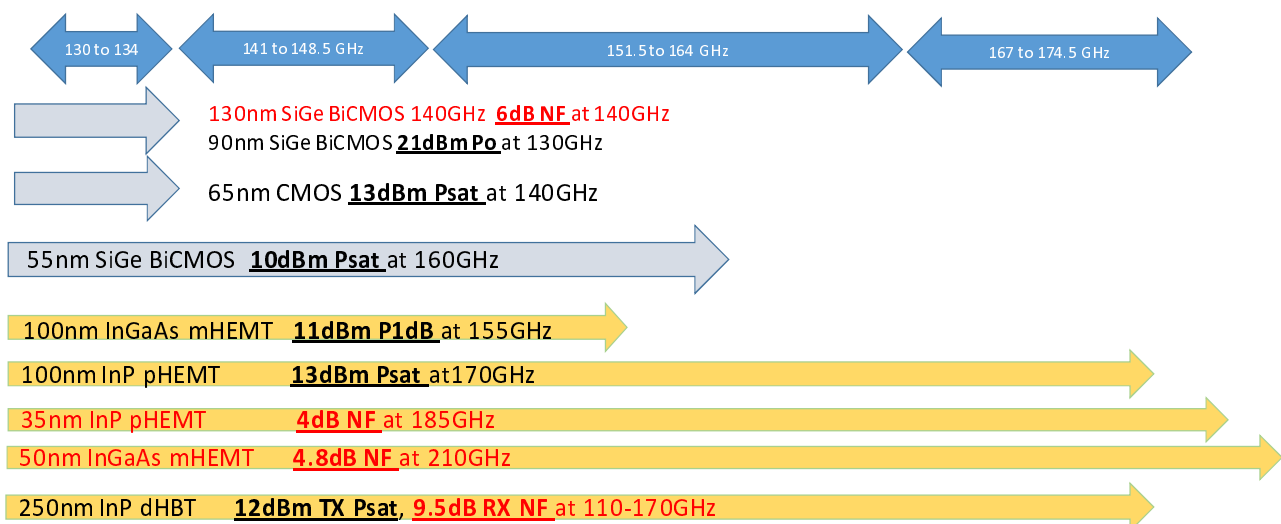 130 to 134
141 to 148.5 GHz
151.5 to 164 GHz
167 to 174.5 GHz
130nm SiGe BiCMOS 140GHz 6dB NF at 140GHz
90nm SiGe BiCMOS 21dBm Po at 130GHz
65nm CMOS 13dBm Psat at 140GHz
55nm SiGe BiCMOS 10dBm Psat at 160GHz
100nm InGaAs mHEMT 11dBm P1dB at 155GHz
100nm InP pHEMT 13dBm Psat at170GHz
35nm InP pHEMT 4dB NF at 185GHz
50nm InGaAs mHEMT 4.8dB NF at 210GHz
250nm InP dHBT 12dBm TX Psat, 9.5dB RX NF at 110-170GHz